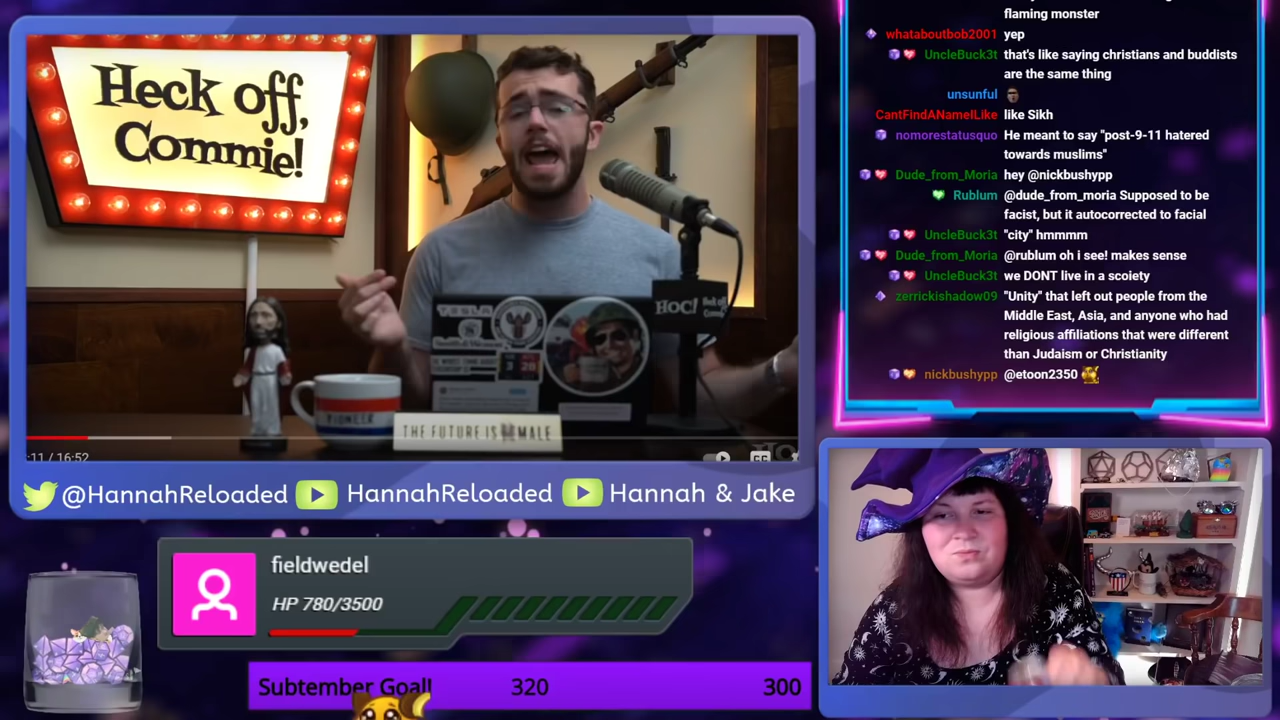 flaming monster
whataboutbob2001 yep
UncleBuck3t that's like saying christians and buddists
are the same thing
unsunful
CantFindANameILike like Sikh
nomorestatusquo He meant to say "post-9-11 hatered
towards muslims"
Dude_from_Moria hey @nickbushypp
Rublum @dude_from_moria Supposed to be
facist, but it autocorrected to facial
UncleBuck3t "city" hmmmm
Dude_from_Moria @rublum oh i see! makes sense
UncleBuck3t we DONT live in a scoiety
zerrickishadow09 "Unity" that left out people from the
Middle East, Asia, and anyone who had
religious affiliations that were different
than Judaism or Christianity
nickbushypp @etoon2350
Heck off,
Commie!
TESLA
HOC! Heck off
PIONEER
THE FUTURE IS MALE
:11 / 16:52
@HannahReloaded HannahReloaded Hannah & Jake
fieldwedel
HP 780/3500
Subtember Goal! 320 300